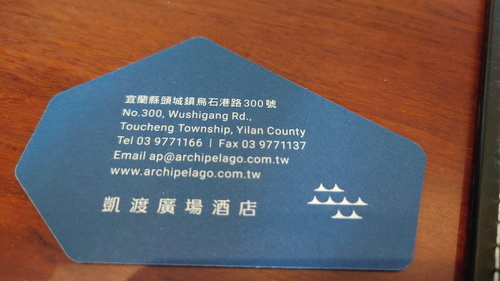 宜蘭縣頭城鎮烏石港路300號
No.300, Wushigang Rd.,
Toucheng Township, Yilan County
Tel 03 9771166 | Fax 03 9771137
Email ap@archipelago.com.tw
www.archipelago.com.tw
凱渡廣場酒店